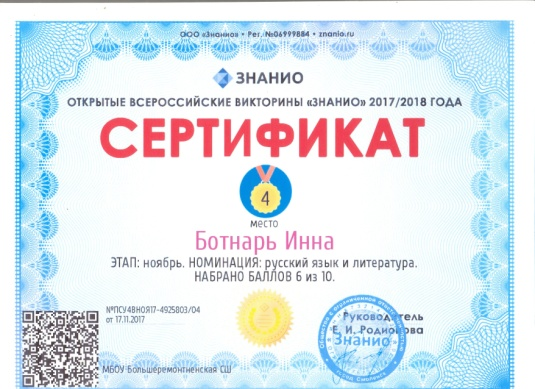 ООО «Знанио» • Рег. №06999884 • znanio.ru
ЗНАНИО
ОТКРЫТЫЕ ВСЕРОССИЙСКИЕ ВИКТОРИНЫ «ЗНАНИО» 2017/2018 ГОДА
СЕРТИФИКАТ
4
место
Ботнарь Инна
ЭТАП: ноябрь. НОМИНАЦИЯ: русский язык и литература.
НАБРАНО БАЛЛОВ 6 из 10.
№ПСУ4ВНОЯ17-4925803/04
от 17.11.2017
Руководитель
Е. И. Родионова
Знанио
МБОУ Большеремонтненская СШ